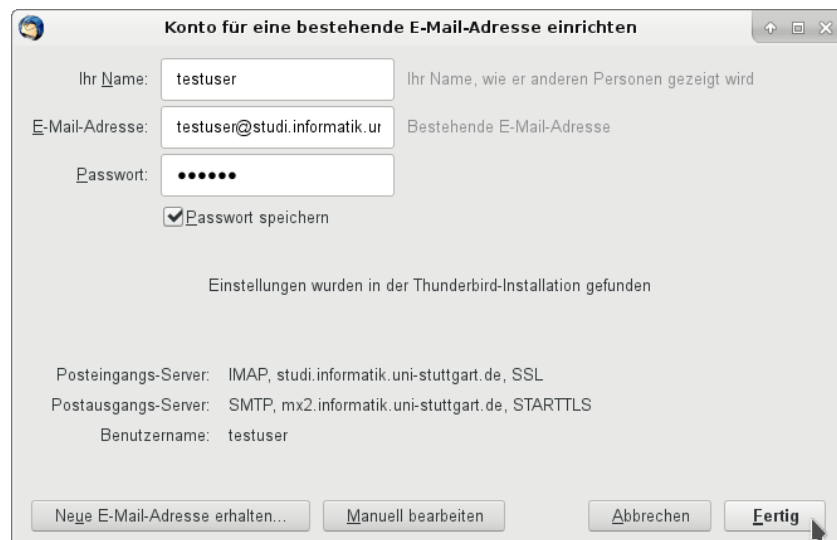 Konto für eine bestehende E-Mail-Adresse einrichten
Ihr Name: testuser Ihr Name, wie er anderen Personen gezeigt wird
E-Mail-Adresse: testuser@studi.informatik.ur Bestehende E-Mail-Adresse
Passwort: ●●●●●●
Passwort speichern
Einstellungen wurden in der Thunderbird-Installation gefunden
Posteingangs-Server: IMAP, studi.informatik.uni-stuttgart.de, SSL
Postausgangs-Server: SMTP, mx2.informatik.uni-stuttgart.de, STARTTLS
Benutzername: testuser
Neue E-Mail-Adresse erhalten... Manuell bearbeiten Abbrechen Fertig